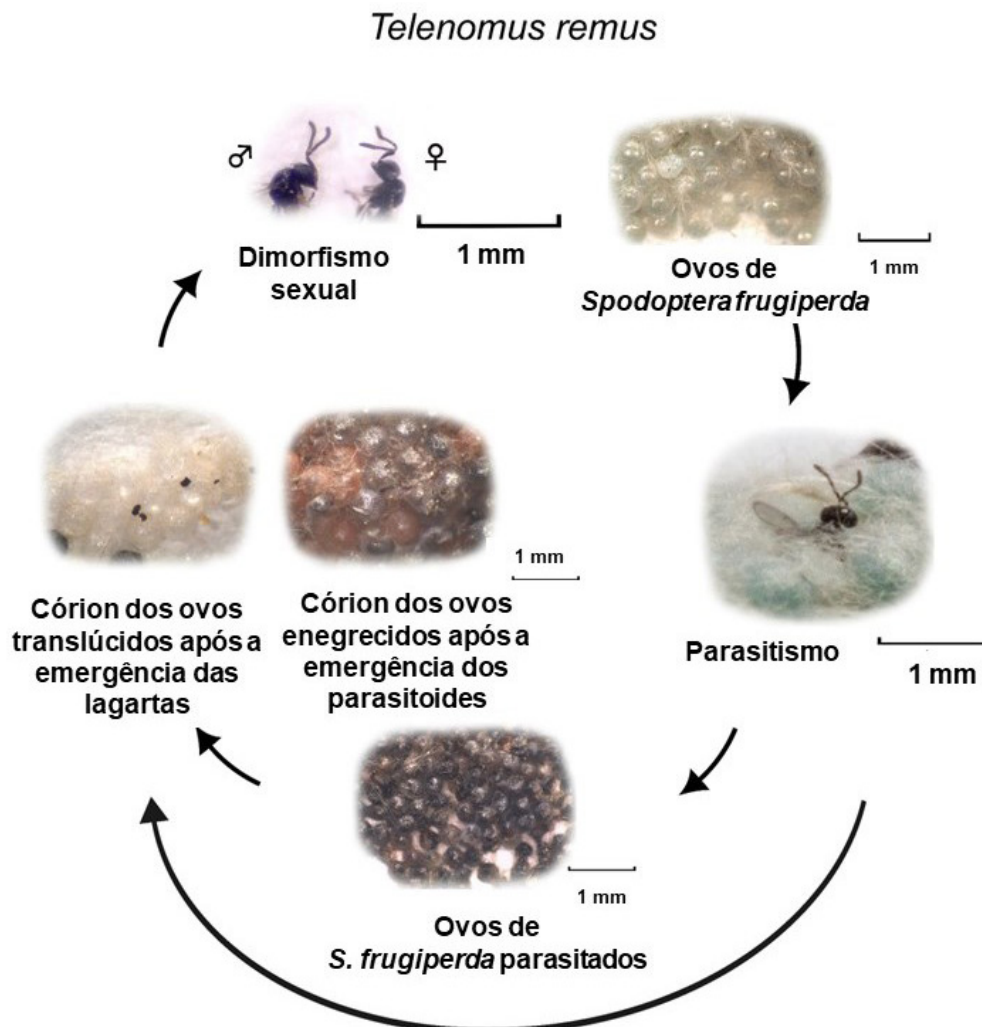 Telenomus remus
♂
♀
1 mm
Dimorfismo
sexual
1 mm
Ovos de
Spodoptera frugiperda
Parasitismo
1 mm
1 mm
Córion dos ovos
translúcidos após a
emergência das
lagartas
Córion dos ovos
enegrecidos após a
emergência dos
parasitoides
1 mm
Ovos de
S. frugiperda parasitados